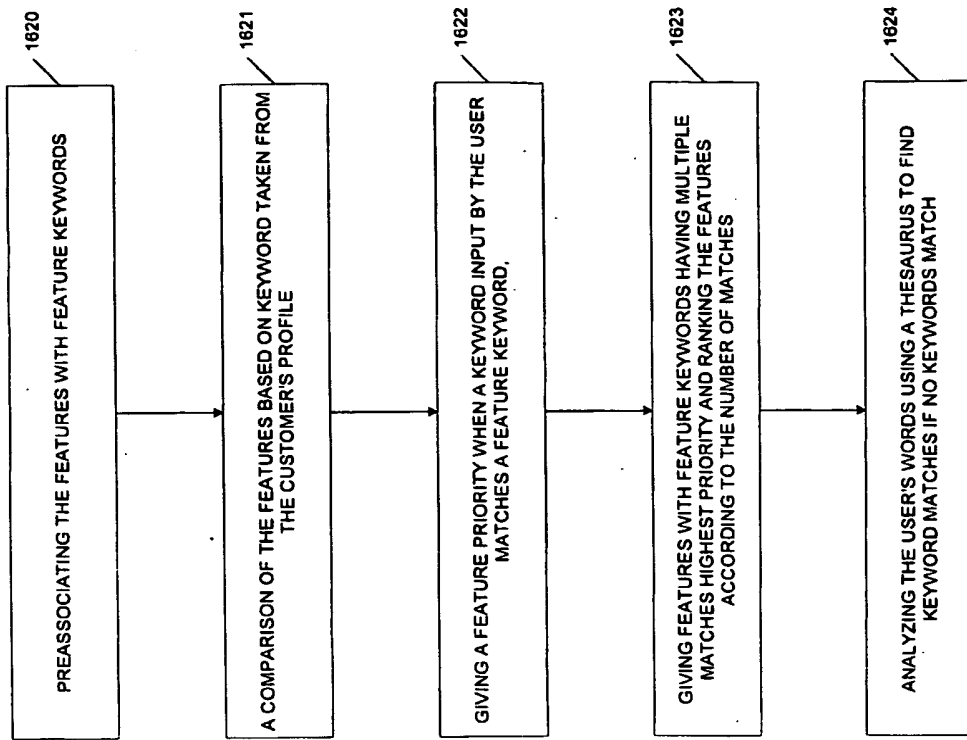 1620
PREASSOCIATING THE FEATURES WITH FEATURE KEYWORDS
1621
A COMPARISON OF THE FEATURES BASED ON KEYWORD TAKEN FROM
THE CUSTOMER'S PROFILE
1622
GIVING A FEATURE PRIORITY WHEN A KEYWORD INPUT BY THE USER
MATCHES A FEATURE KEYWORD,
1623
GIVING FEATURES WITH FEATURE KEYWORDS HAVING MULTIPLE
MATCHES HIGHEST PRIORITY AND RANKING THE FEATURES
ACCORDING TO THE NUMBER OF MATCHES
1624
ANALYZING THE USER'S WORDS USING A THESAURUS TO FIND
KEYWORD MATCHES IF NO KEYWORDS MATCH